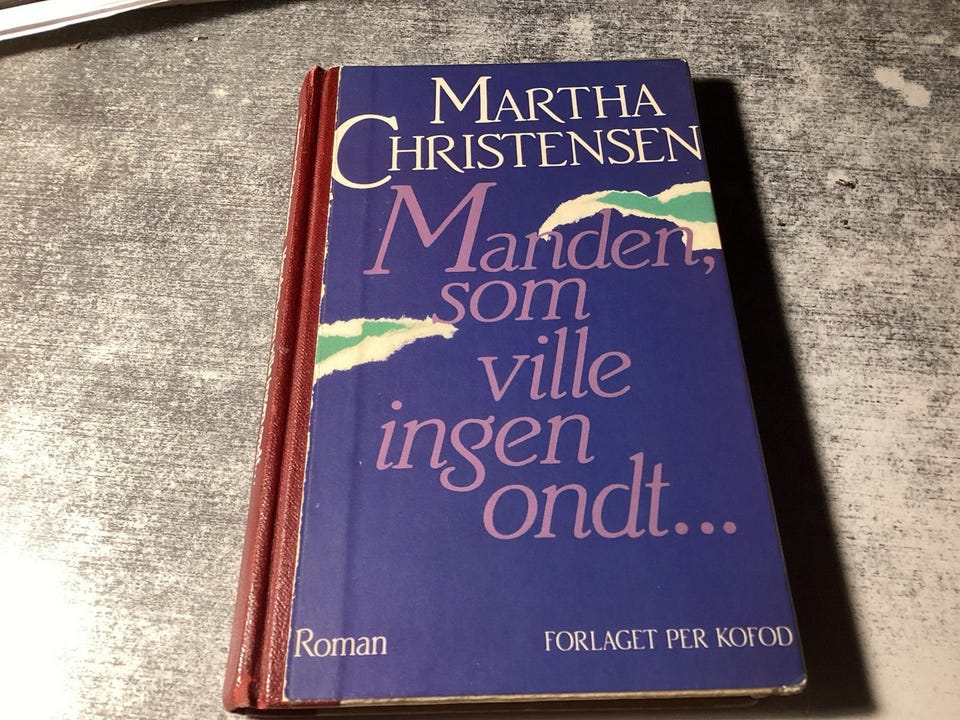 MARTHA
CHRISTENSEN
Manden,
som
ville
ingen
ondt...
Roman
FORLAGET PER KOFOD